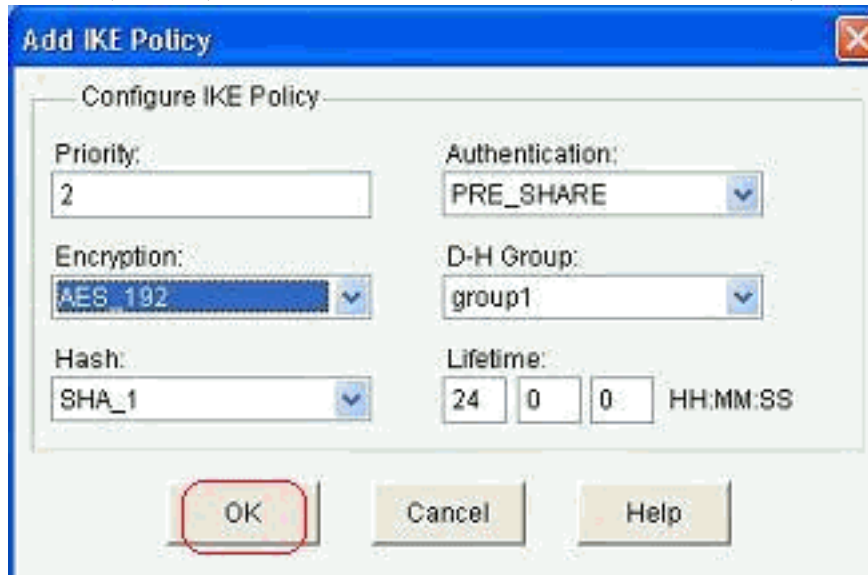 Add IKE Policy
Configure IKE Policy
Priority:
2
Authentication:
PRE_SHARE
Encryption:
AES_192
D-H Group:
group1
Hash:
SHA_1
Lifetime:
24 0 0 HH:MM:SS
OK Cancel Help